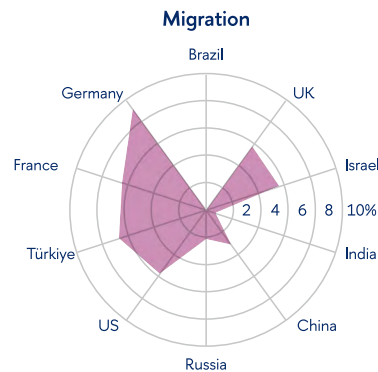 Migration
Brazil
Germany
UK
France
Israel
2 4 6 8 10%
Türkiye
India
US
China
Russia